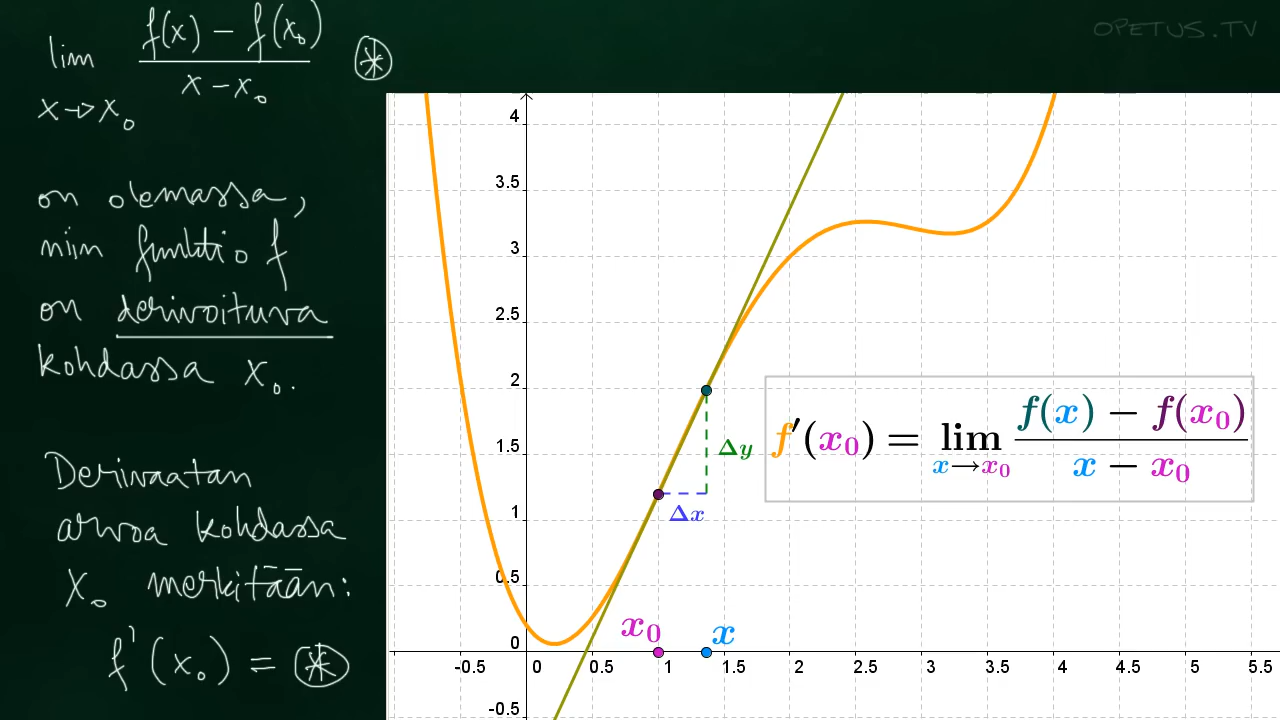 OPETUS.TV
lim x→x₀ (f(x) − f(x₀)) / (x − x₀) ⊛
on olemassa,
niin funktio f
on derivoituva
kohdassa x₀.
Derivaatan
arvoa kohdassa
x₀ merkitään:
f'(x₀) = ⊛
4
3.5
3
2.5
2
1.5
1
0.5
0
-0.5
Δy
Δx
f'(x₀) = lim x→x₀ (f(x) − f(x₀)) / (x − x₀)
x₀ x
-0.5 0 0.5 1 1.5 2 2.5 3 3.5 4 4.5 5 5.5